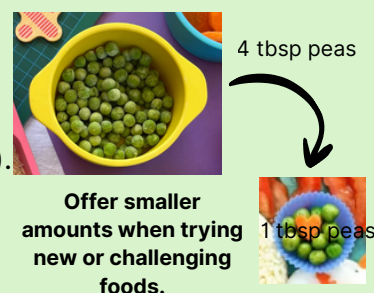 4 tbsp peas
).
Offer smaller
amounts when trying
new or challenging
foods.
1 tbsp peas